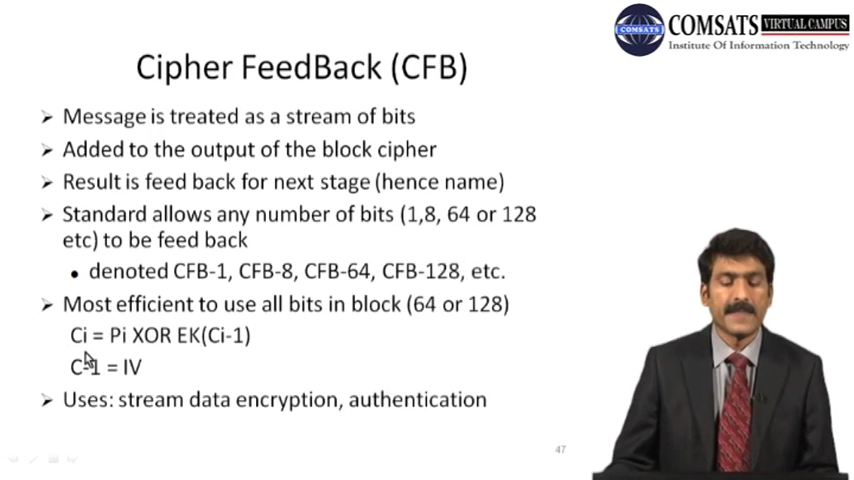 COMSATS VIRTUAL CAMPUS
Institute Of Information Technology
COMSATS
Cipher FeedBack (CFB)
➢ Message is treated as a stream of bits
➢ Added to the output of the block cipher
➢ Result is feed back for next stage (hence name)
➢ Standard allows any number of bits (1,8, 64 or 128
etc) to be feed back
• denoted CFB-1, CFB-8, CFB-64, CFB-128, etc.
➢ Most efficient to use all bits in block (64 or 128)
Ci = Pi XOR EK(Ci-1)
C-1 = IV
➢ Uses: stream data encryption, authentication
47